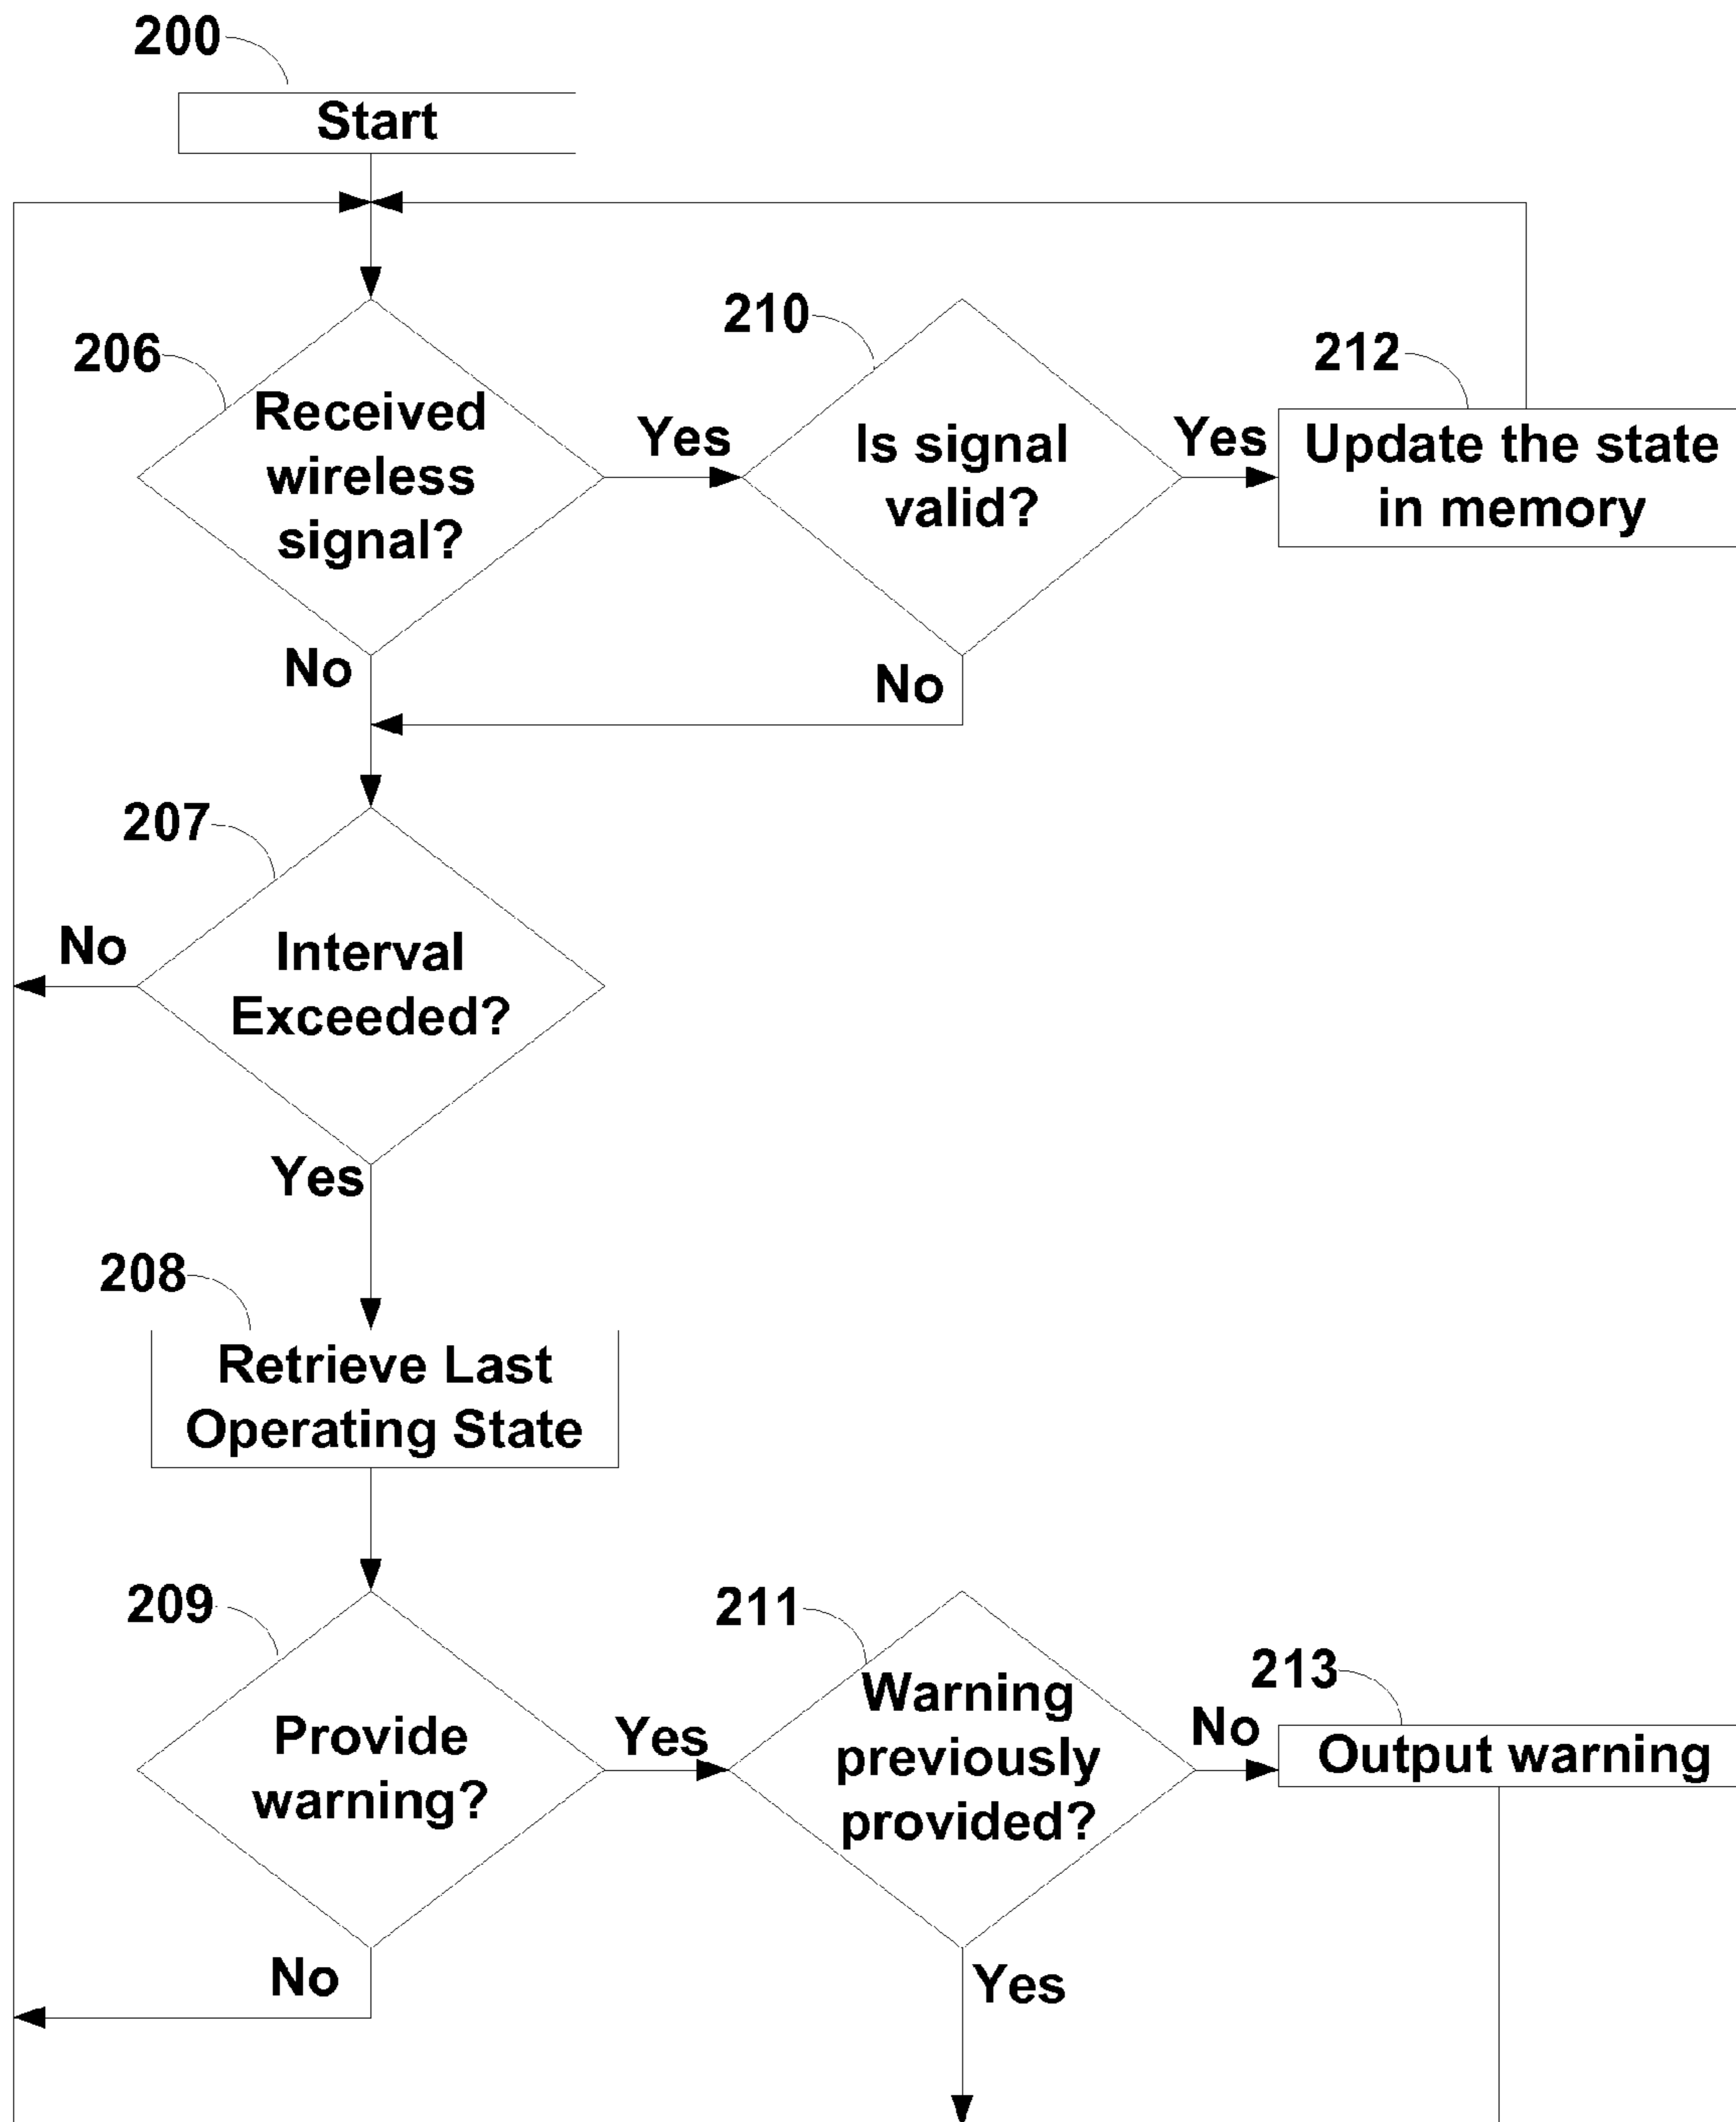 200
Start
206
Received
wireless
signal?
Yes
No
210
Is signal
valid?
Yes
No
212
Update the state
in memory
207
Interval
Exceeded?
No
Yes
208
Retrieve Last
Operating State
209
Provide
warning?
Yes
No
211
Warning
previously
provided?
No
Yes
213
Output warning